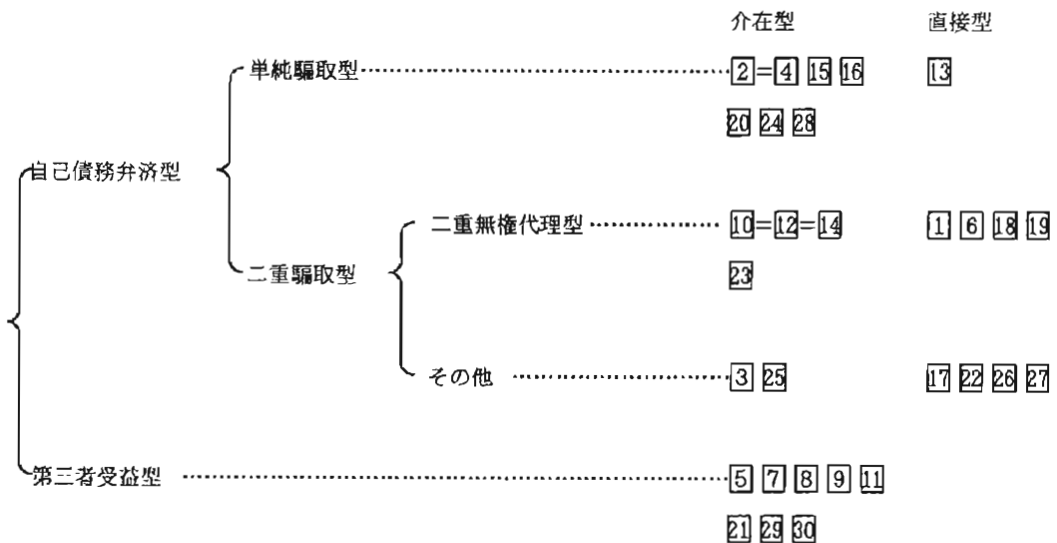 介在型 直接型
単純騙取型 2=4 15 16 13
20 24 28
自己債務弁済型
二重無権代理型 10=12=14 1 6 18 19
二重騙取型
23
その他 3 25 17 22 26 27
第三者受益型 5 7 8 9 11
21 29 30